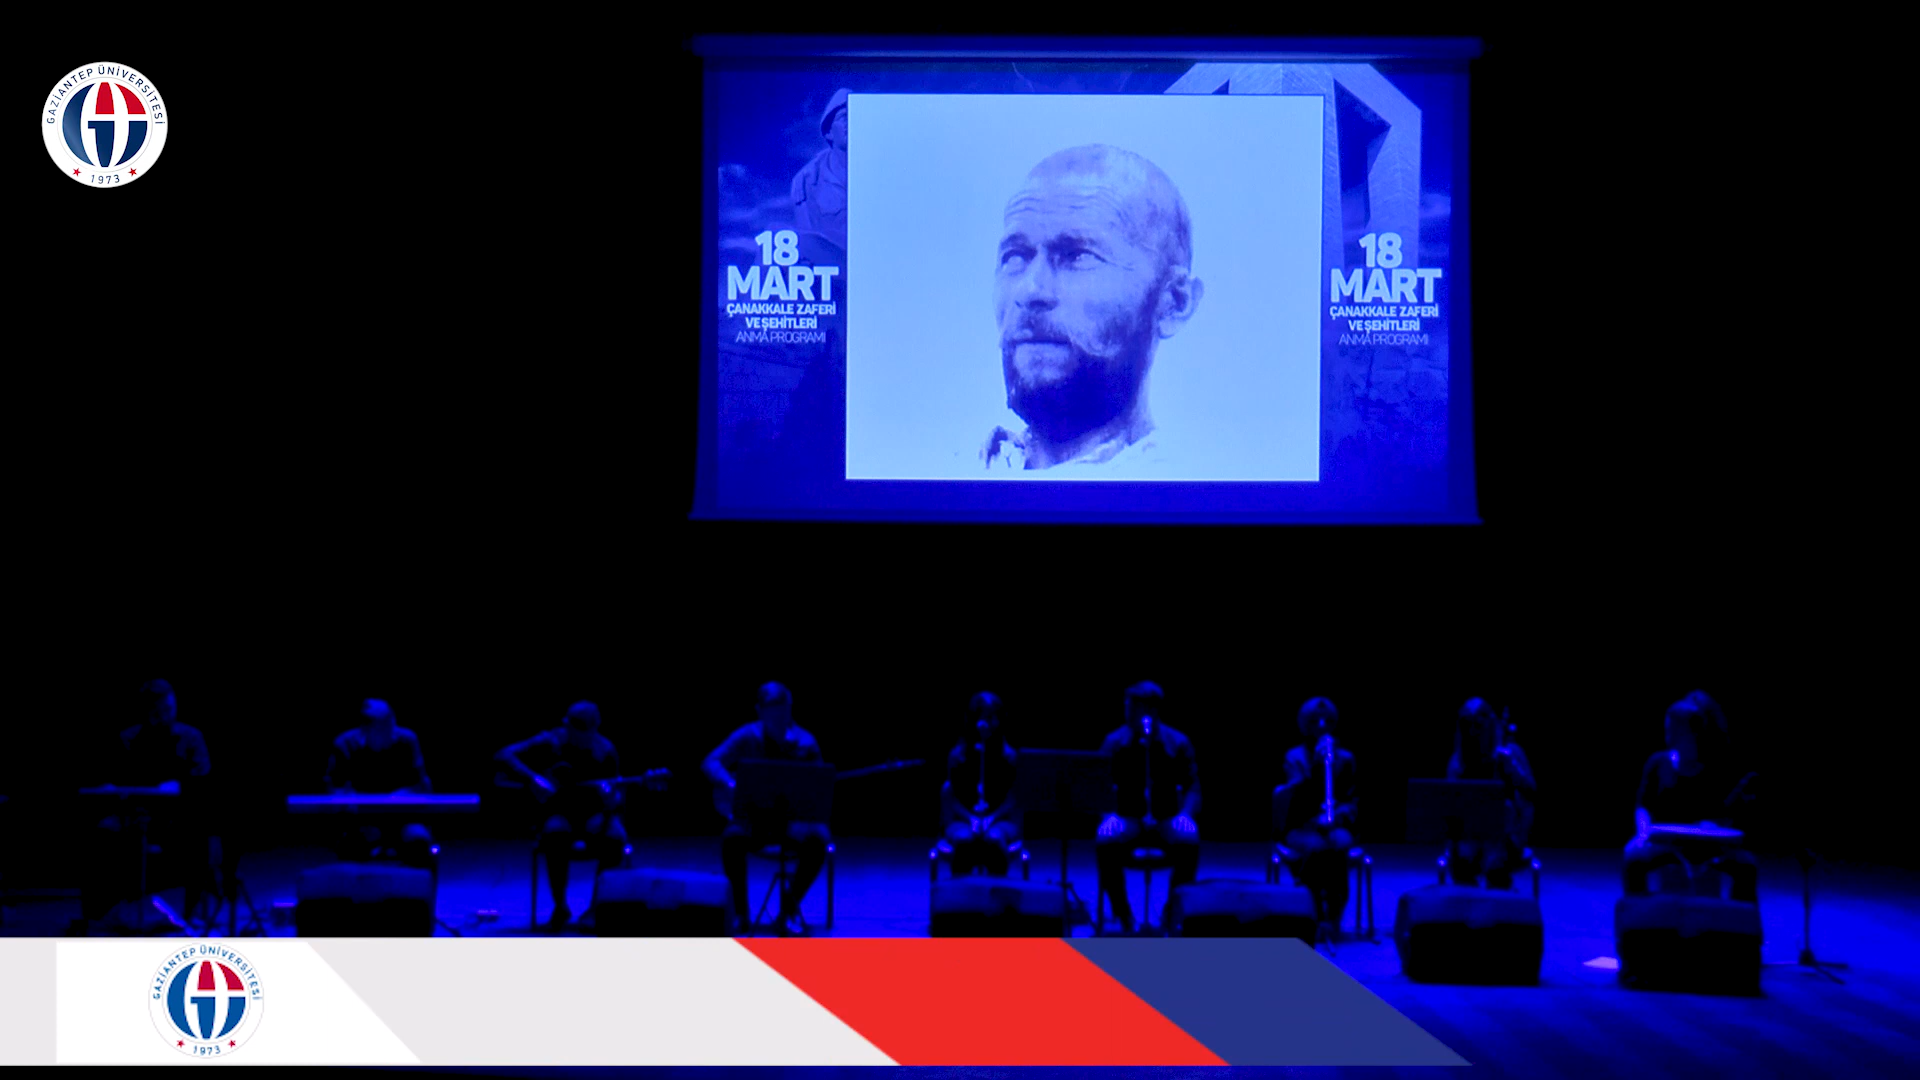 GAZİANTEP ÜNİVERSİTESİ
1973
18
MART
ÇANAKKALE ZAFERİ
VE ŞEHİTLERİ
ANMA PROGRAMI
18
MART
ÇANAKKALE ZAFERİ
VE ŞEHİTLERİ
ANMA PROGRAMI
GAZİANTEP ÜNİVERSİTESİ
1973